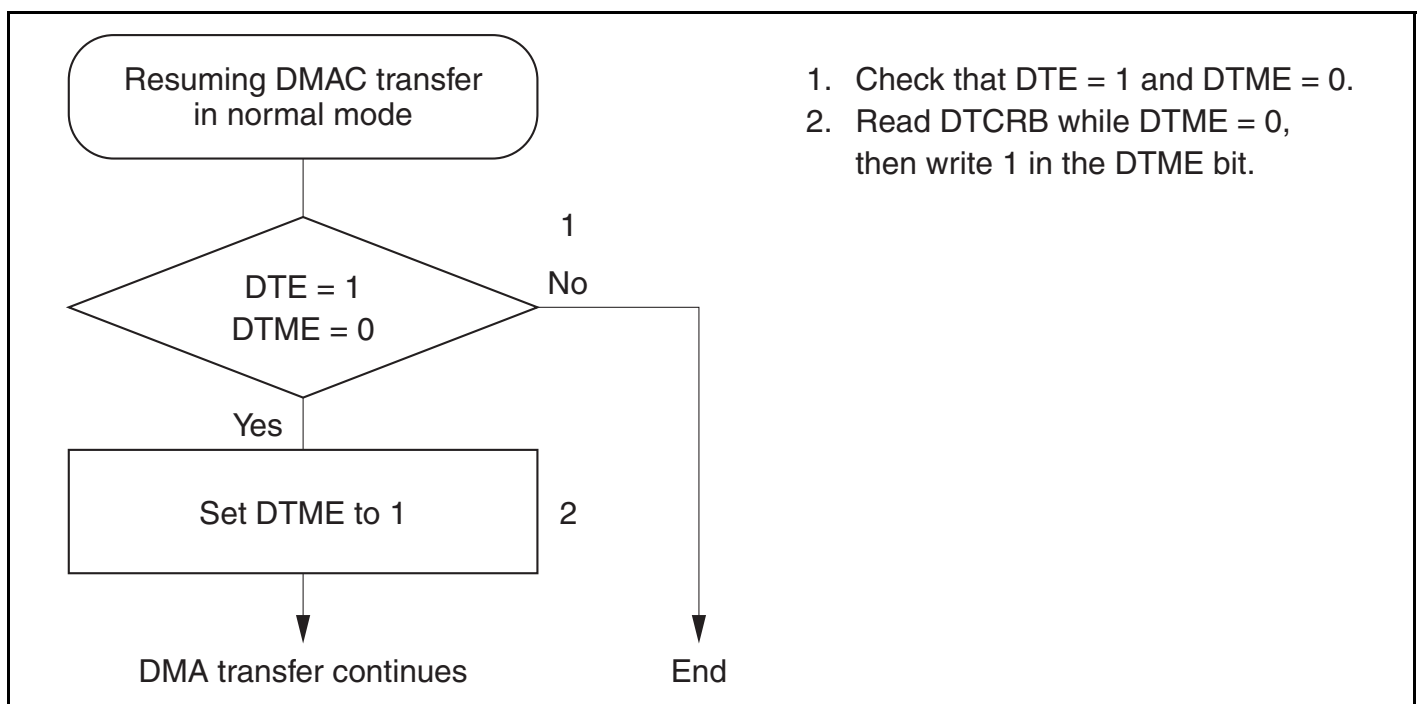 Resuming DMAC transfer
in normal mode
1. Check that DTE = 1 and DTME = 0.
2. Read DTCRB while DTME = 0,
then write 1 in the DTME bit.
1
DTE = 1
DTME = 0
No
Yes
Set DTME to 1
2
DMA transfer continues
End